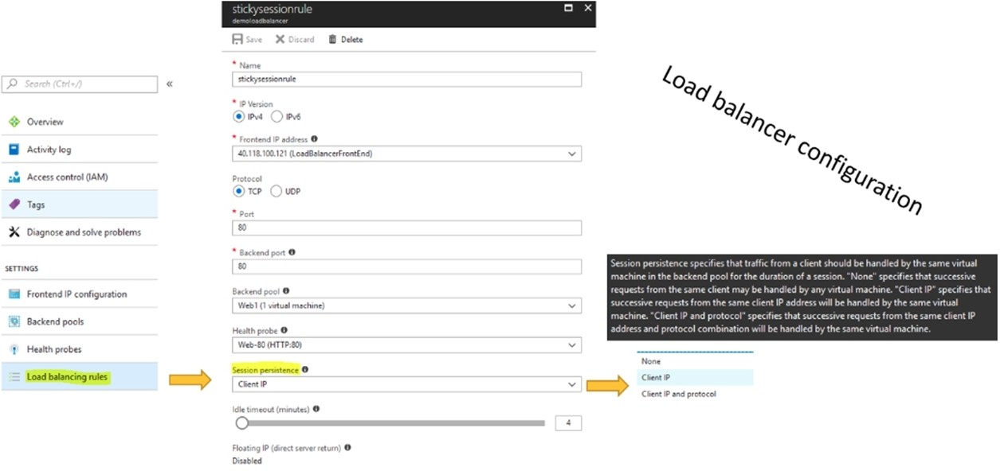 stickysessionrule
demoloadbalancer
Save Discard Delete
Search (Ctrl+/) «
Overview
Activity log
Access control (IAM)
Tags
Diagnose and solve problems
SETTINGS
Frontend IP configuration
Backend pools
Health probes
Load balancing rules
* Name
stickysessionrule
* IP Version
IPv4 IPv6
* Frontend IP address
40.118.100.121 (LoadBalancerFrontEnd)
Protocol
TCP UDP
* Port
80
* Backend port
80
Backend pool
Web1 (1 virtual machine)
Health probe
Web-80 (HTTP:80)
Session persistence
Client IP
Idle timeout (minutes)
4
Floating IP (direct server return)
Disabled
Load balancer configuration
Session persistence specifies that traffic from a client should be handled by the same virtual
machine in the backend pool for the duration of a session. "None" specifies that successive
requests from the same client may be handled by any virtual machine. "Client IP" specifies that
successive requests from the same client IP address will be handled by the same virtual
machine. "Client IP and protocol" specifies that successive requests from the same client IP
address and protocol combination will be handled by the same virtual machine.
None
Client IP
Client IP and protocol